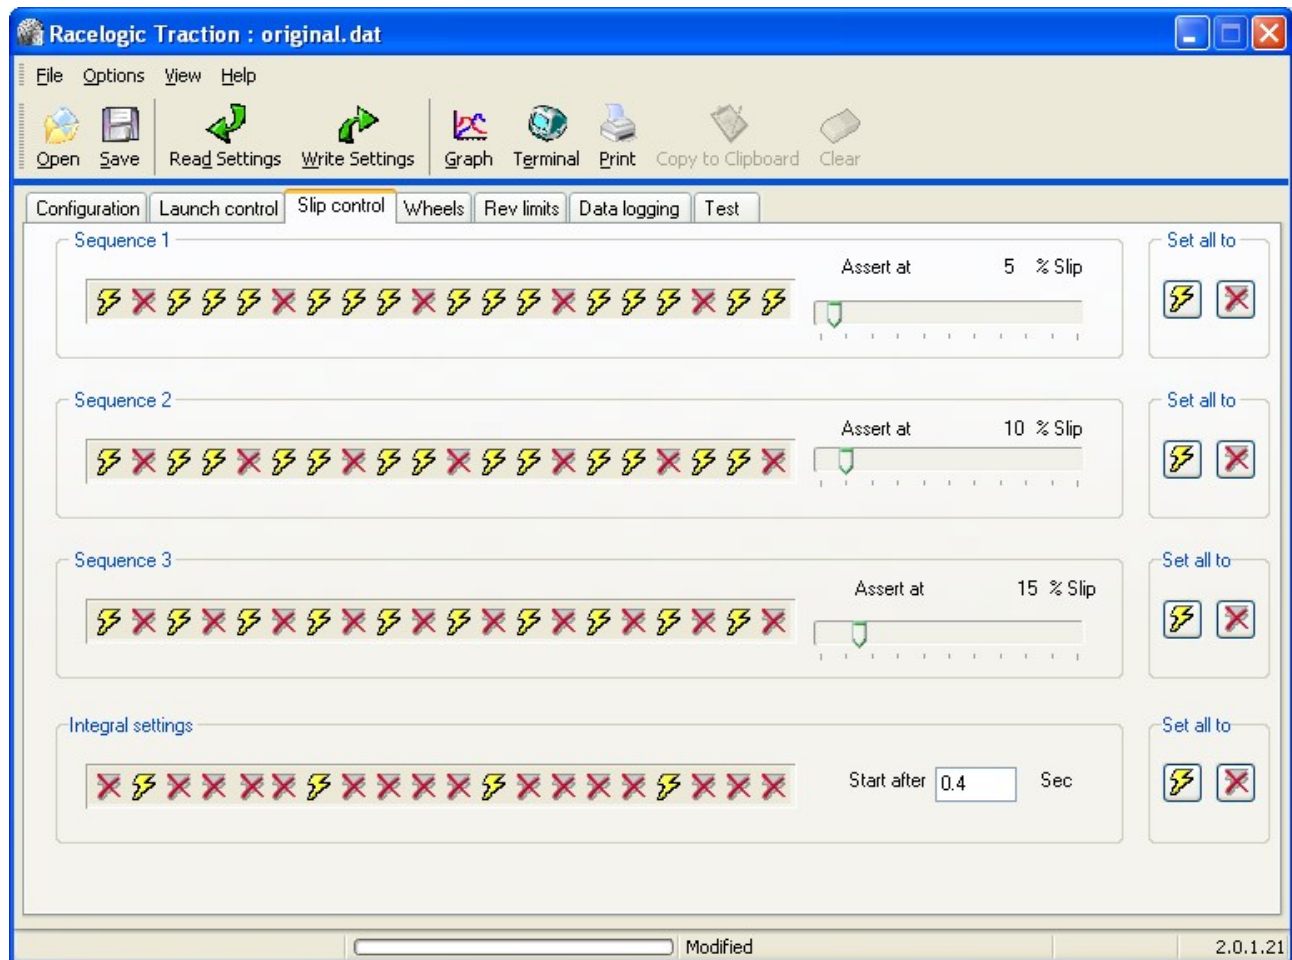 Racelogic Traction : original.dat
File Options View Help
Open Save Read Settings Write Settings Graph Terminal Print Copy to Clipboard Clear
Configuration Launch control Slip control Wheels Rev limits Data logging Test
Sequence 1 Set all to
Assert at 5 % Slip
Sequence 2 Set all to
Assert at 10 % Slip
Sequence 3 Set all to
Assert at 15 % Slip
Integral settings Set all to
Start after 0.4 Sec
Modified 2.0.1.21